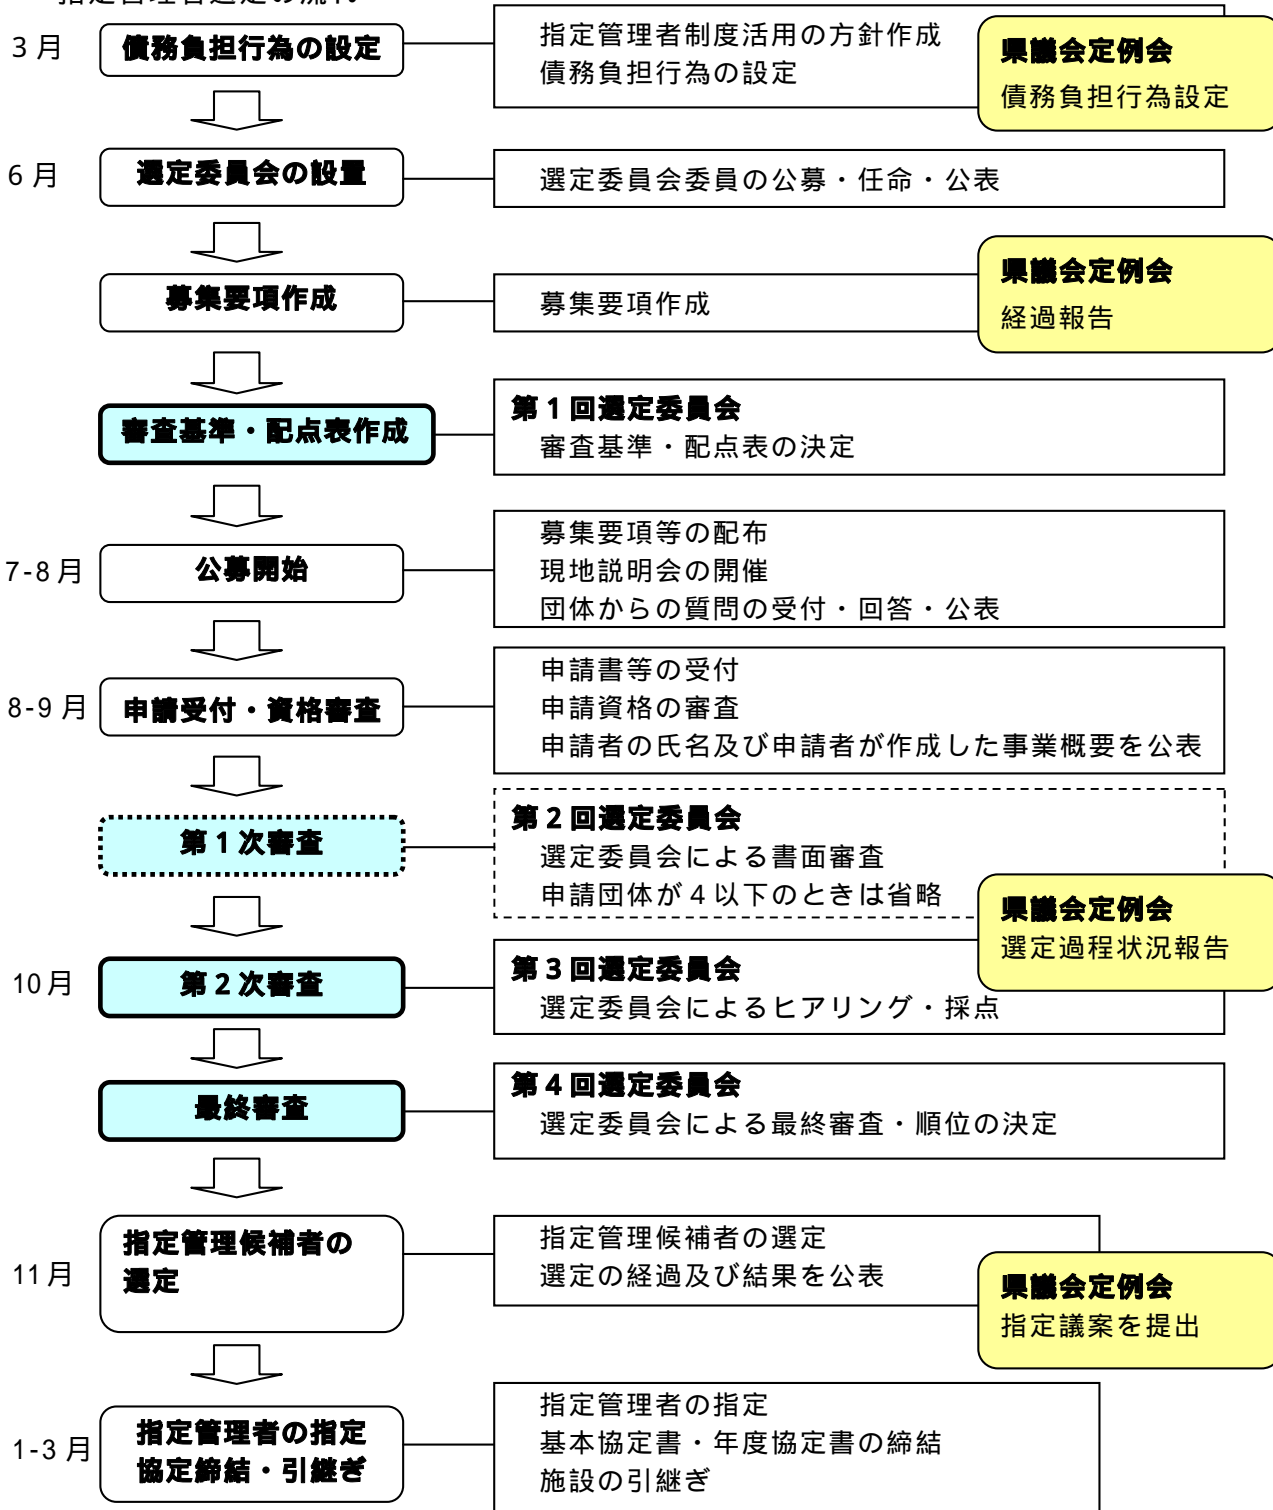 指定管理者選定の流れ
3月
債務負担行為の設定
指定管理者制度活用の方針作成
債務負担行為の設定
県議会定例会
債務負担行為設定
6月
選定委員会の設置
選定委員会委員の公募・任命・公表
募集要項作成
募集要項作成
県議会定例会
経過報告
審査基準・配点表作成
第1回選定委員会
審査基準・配点表の決定
7-8月
公募開始
募集要項等の配布
現地説明会の開催
団体からの質問の受付・回答・公表
8-9月
申請受付・資格審査
申請書等の受付
申請資格の審査
申請者の氏名及び申請者が作成した事業概要を公表
第1次審査
第2回選定委員会
選定委員会による書面審査
申請団体が4以下のときは省略
県議会定例会
選定過程状況報告
10月
第2次審査
第3回選定委員会
選定委員会によるヒアリング・採点
最終審査
第4回選定委員会
選定委員会による最終審査・順位の決定
11月
指定管理候補者の
選定
指定管理候補者の選定
選定の経過及び結果を公表
県議会定例会
指定議案を提出
1-3月
指定管理者の指定
協定締結・引継ぎ
指定管理者の指定
基本協定書・年度協定書の締結
施設の引継ぎ